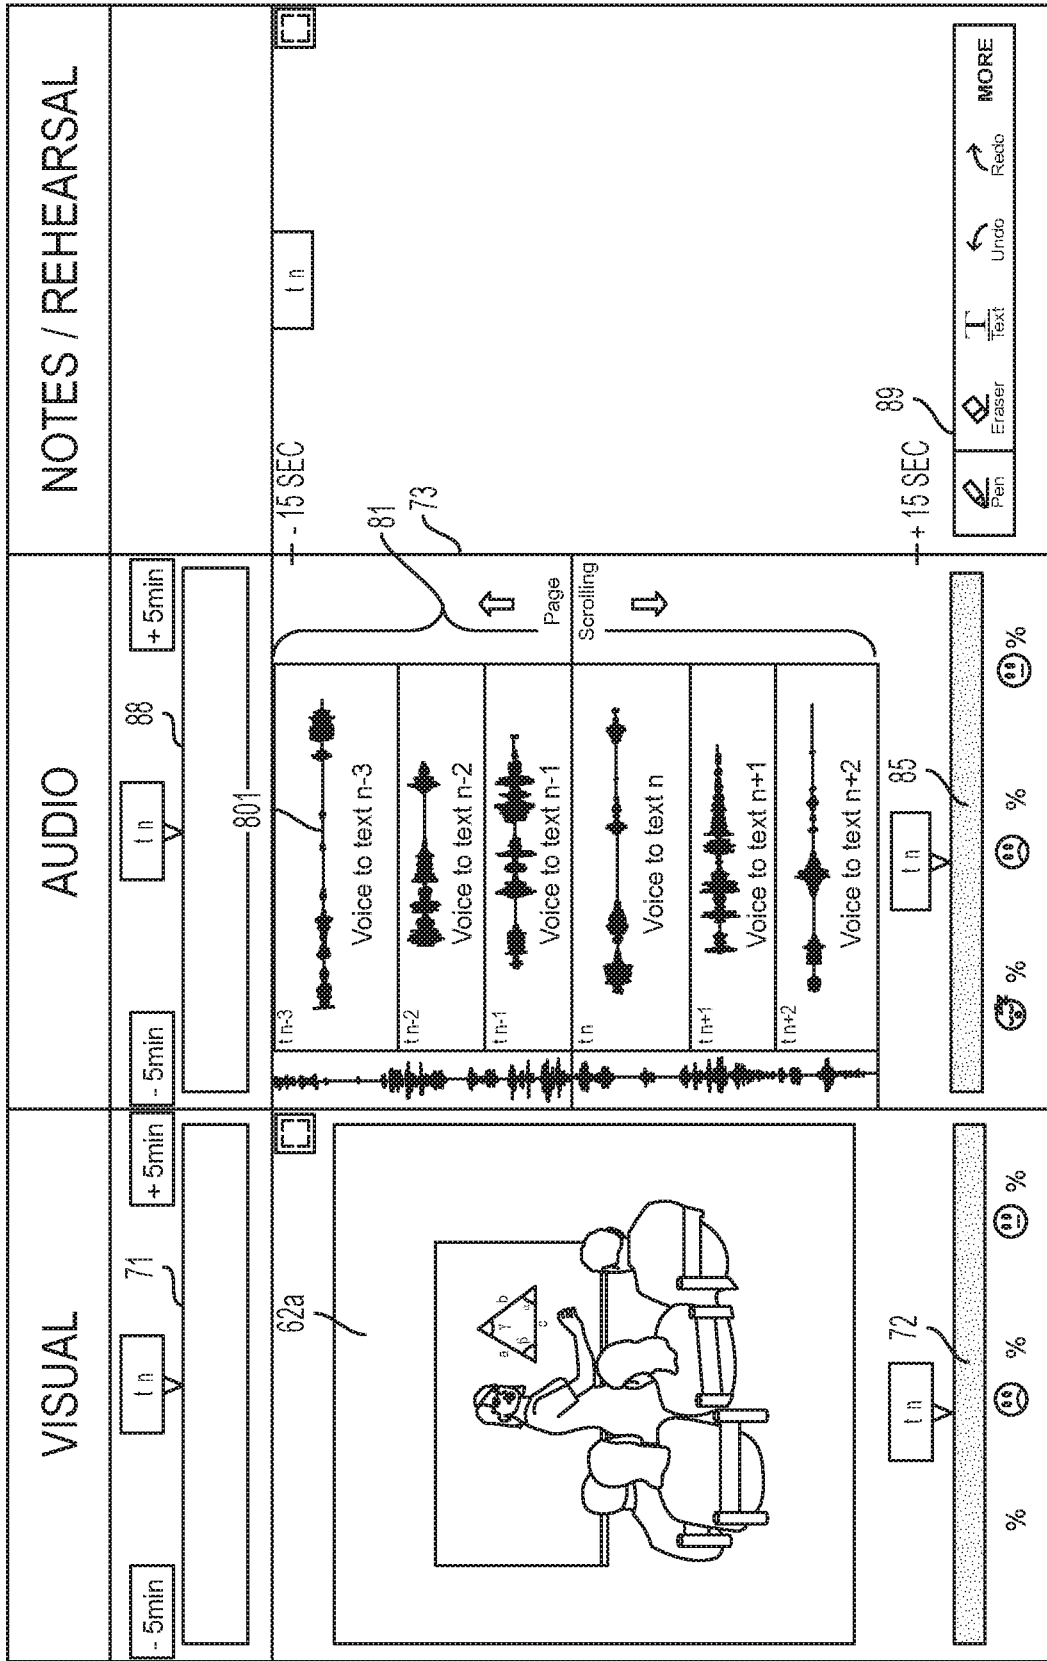 VISUAL
- 5min
t n
71
+ 5min
62a
a
b
c
γ
β
α
t n
72
%
%
%
AUDIO
- 5min
t n
88
+ 5min
801
t n-3
Voice to text n-3
t n-2
Voice to text n-2
t n-1
Voice to text n-1
t n
Voice to text n
t n+1
Voice to text n+1
t n+2
Voice to text n+2
Page
Scrolling
81
73
t n
85
%
%
%
NOTES / REHEARSAL
- 15 SEC
t n
+ 15 SEC
89
Pen
Eraser
T
Text
Undo
Redo
MORE